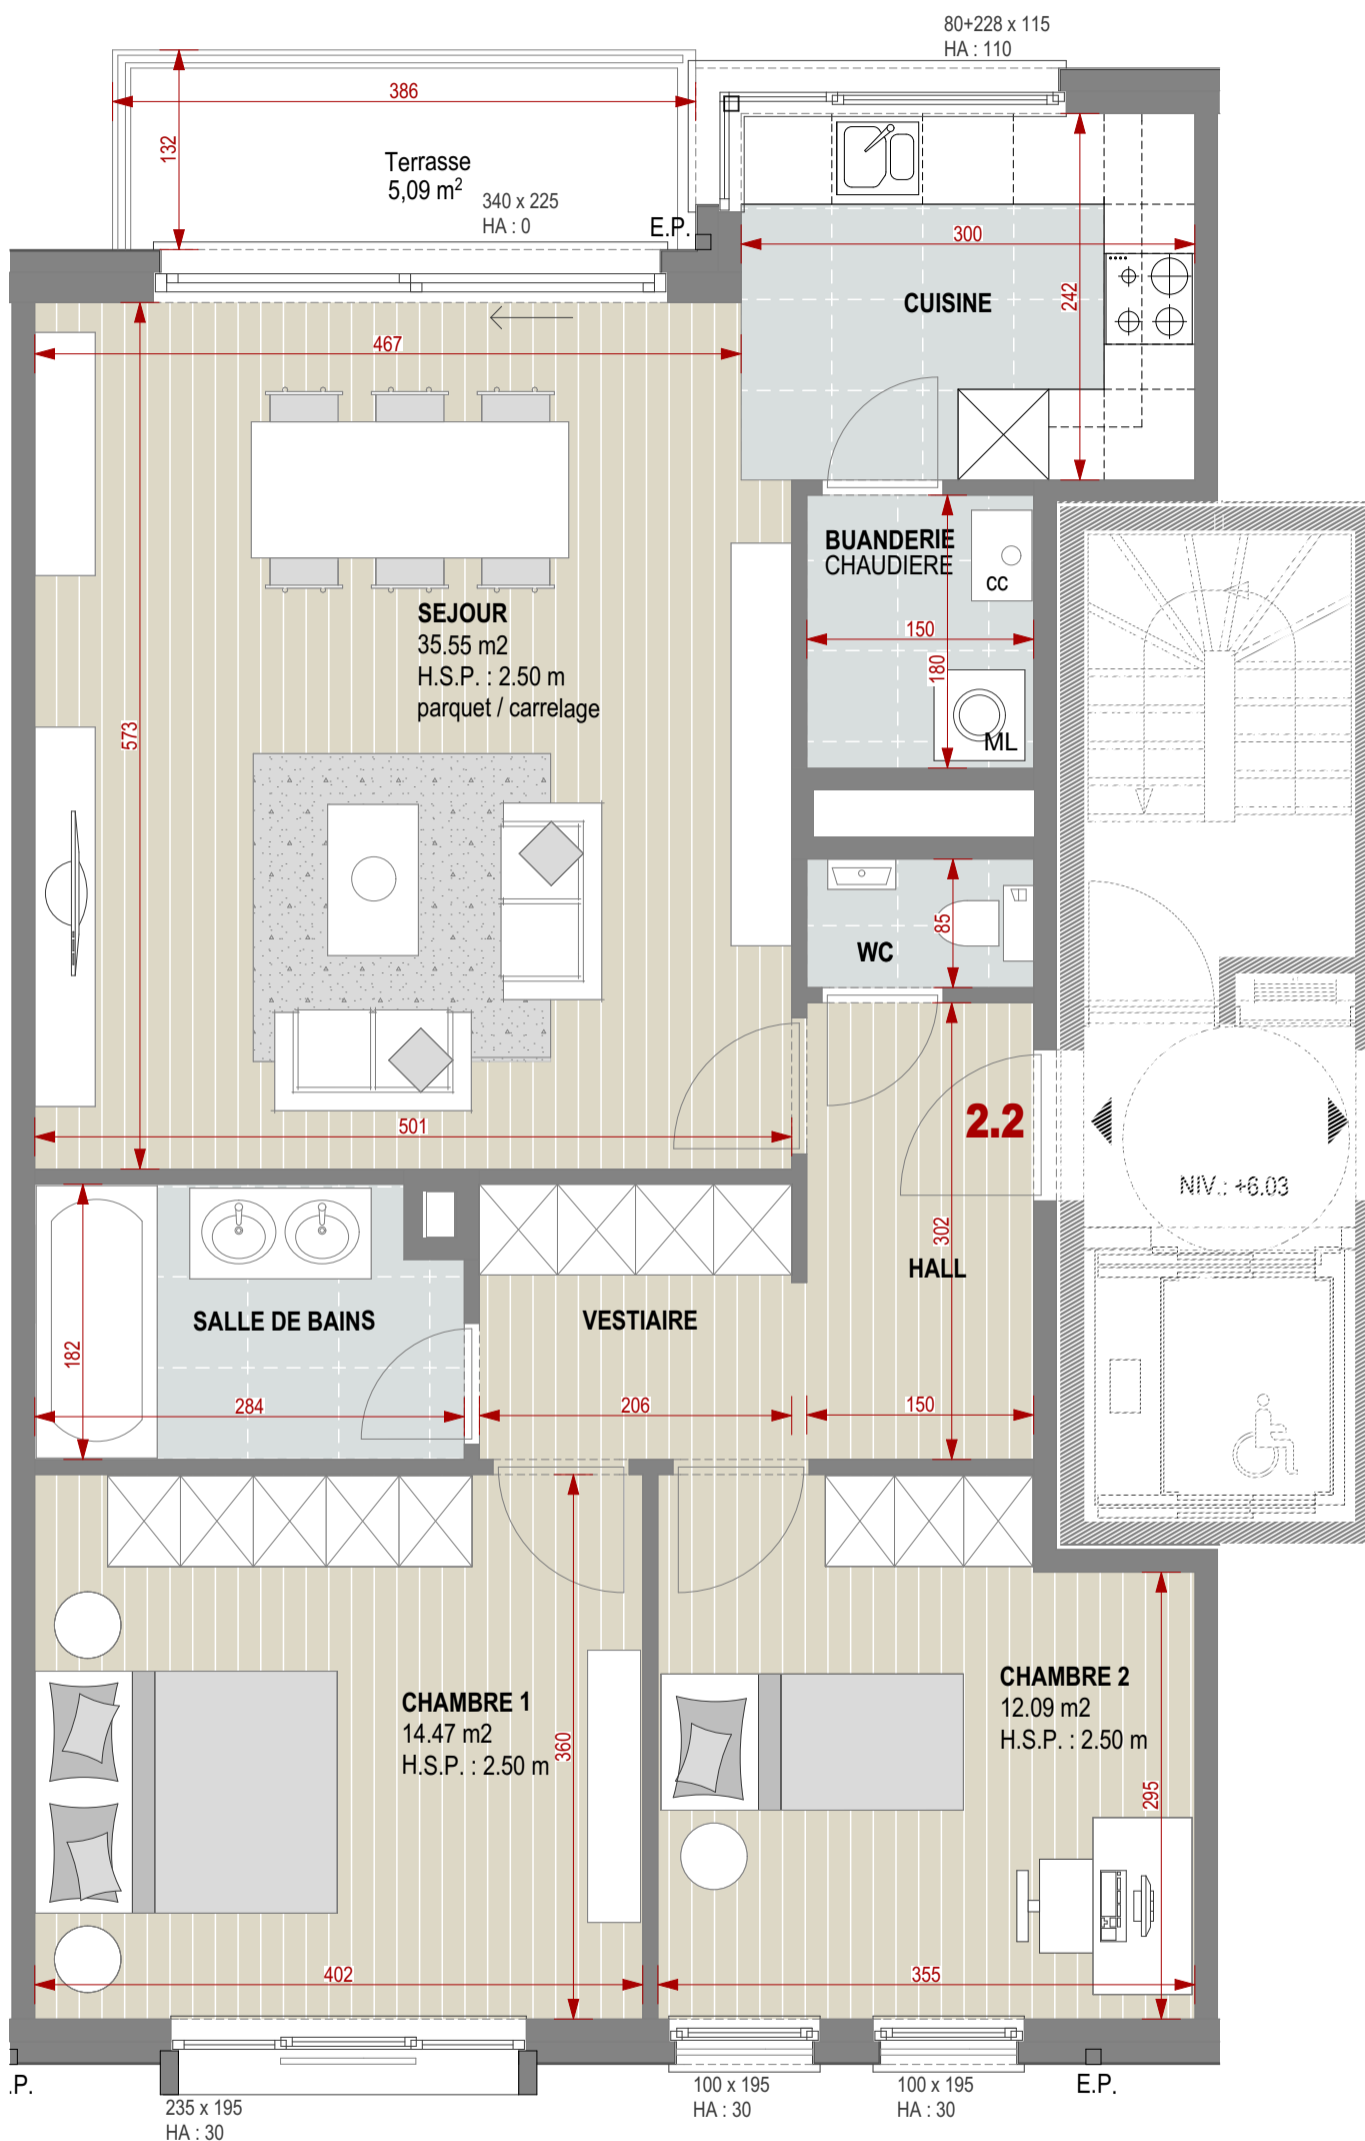 80+228 x 115
HA : 110
386
132
Terrasse
5,09 m²
340 x 225
HA : 0
E.P.
300
CUISINE
242
467
BUANDERIE
CHAUDIERE
cc
SEJOUR
35.55 m2
H.S.P. : 2.50 m
parquet / carrelage
150
180
573
ML
85
WC
2.2
501
NIV.: +6.03
302
HALL
SALLE DE BAINS
VESTIAIRE
182
284
206
150
CHAMBRE 1
14.47 m2
H.S.P. : 2.50 m
360
CHAMBRE 2
12.09 m2
H.S.P. : 2.50 m
295
402
355
.P.
235 x 195
HA : 30
100 x 195
HA : 30
100 x 195
HA : 30
E.P.